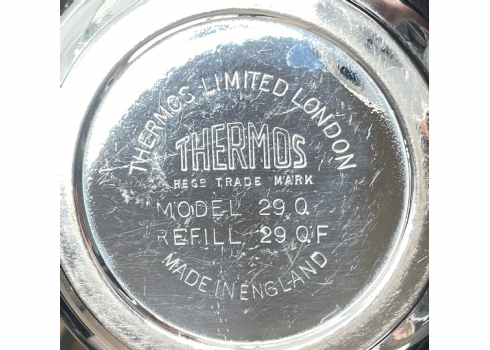 THERMOS LIMITED LONDON
THERMOS
REGD TRADE MARK
MODEL 29 Q
REFILL 29 QF
MADE IN ENGLAND